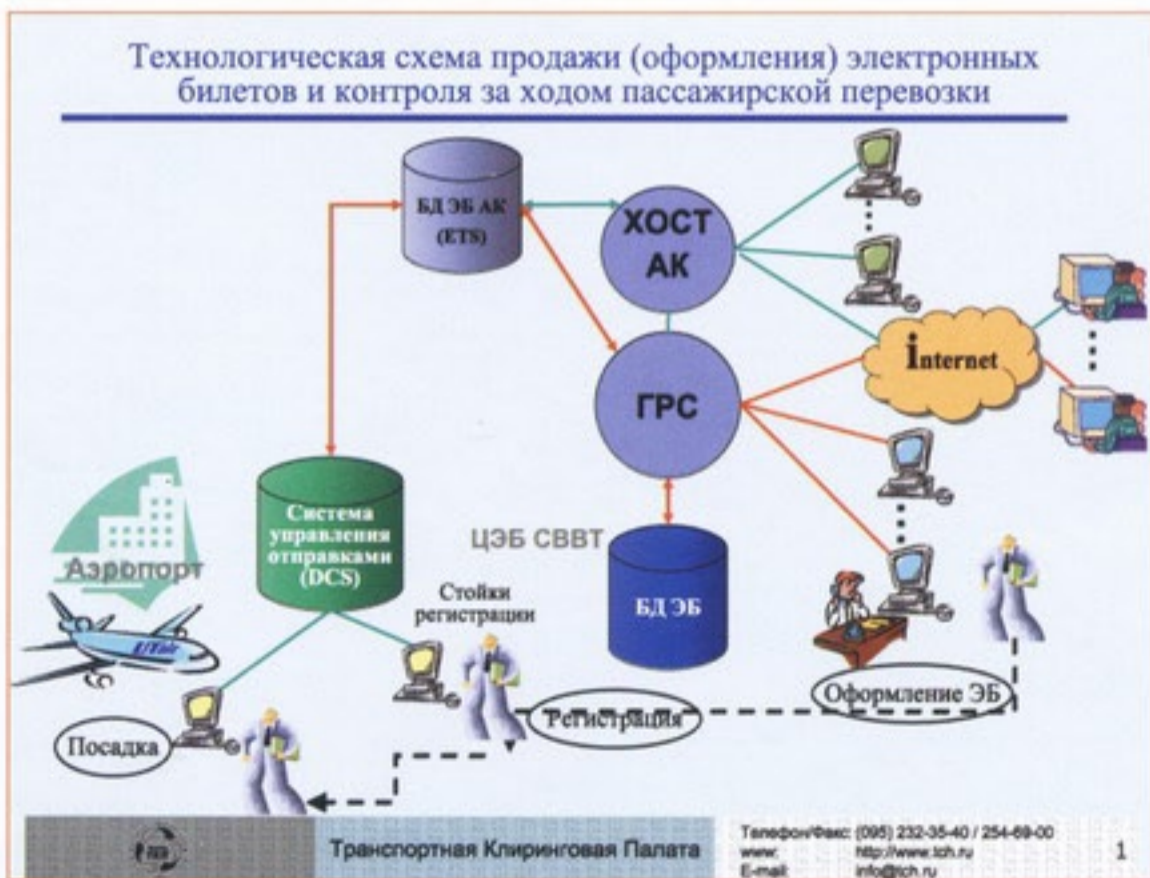 Технологическая схема продажи (оформления) электронных
билетов и контроля за ходом пассажирской перевозки
БД ЭБ АК
(ETS)
ХОСТ
АК
internet
ГРС
Система
управления
отправками
(DCS)
ЦЭБ СВВТ
БД ЭБ
Аэропорт
Стойки
регистрации
UTair
Оформление ЭБ
Регистрация
Посадка
Транспортная Клиринговая Палата
Телефон/Факс: (095) 232-35-40 / 254-69-00
www: http://www.tch.ru
E-mail: info@tch.ru
1